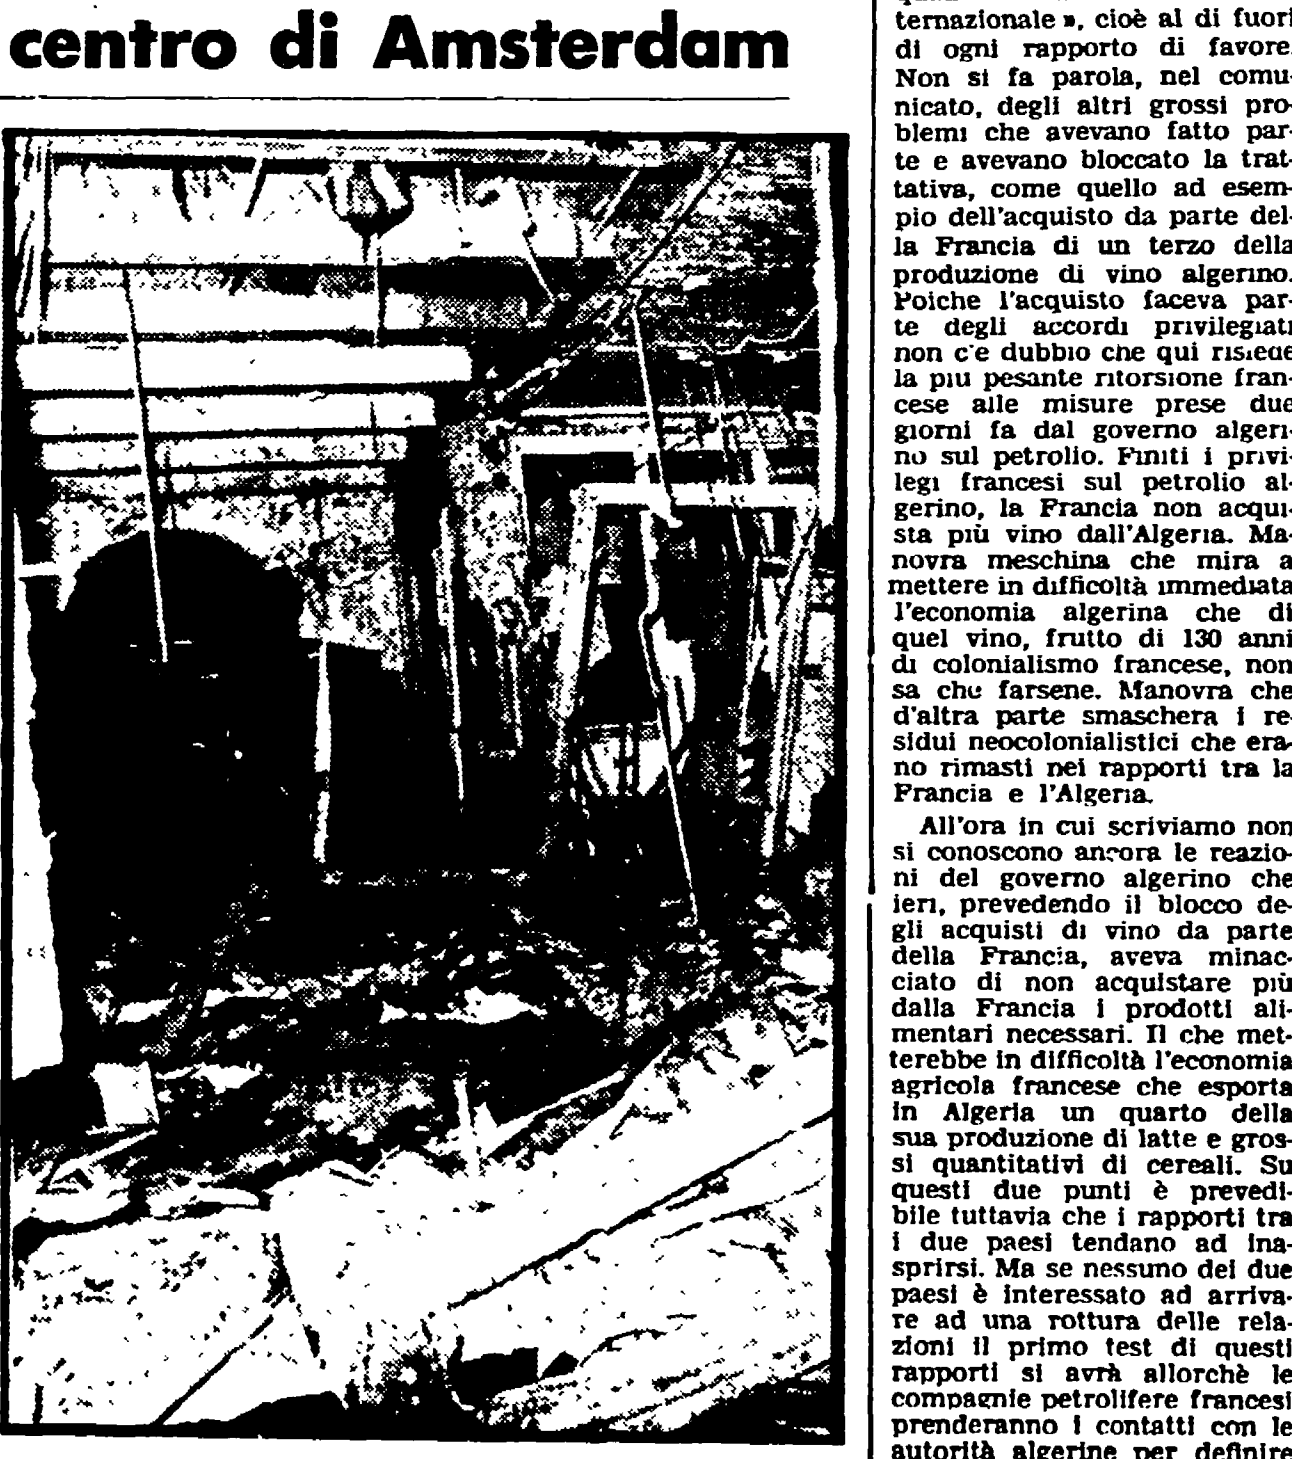 centro di Amsterdam
ternazionale », cioè al di fuori
di ogni rapporto di favore.
Non si fa parola, nel comu-
nicato, degli altri grossi pro-
blemi che avevano fatto par-
te e avevano bloccato la trat-
tativa, come quello ad esem-
pio dell'acquisto da parte del-
la Francia di un terzo della
produzione di vino algerino.
Poiche l'acquisto faceva par-
te degli accordi privilegiati
non c'e dubbio che qui risiede
la piu pesante ritorsione fran-
cese alle misure prese due
giorni fa dal governo algeri-
no sul petrolio. Finiti i privi-
legi francesi sul petrolio al-
gerino, la Francia non acqui-
sta più vino dall'Algeria. Ma-
novra meschina che mira a
mettere in difficoltà immediata
l'economia algerina che di
quel vino, frutto di 130 anni
di colonialismo francese, non
sa che farsene. Manovra che
d'altra parte smaschera i re-
sidui neocolonialistici che era-
no rimasti nei rapporti tra la
Francia e l'Algeria.
All'ora in cui scriviamo non
si conoscono ancora le reazio-
ni del governo algerino che
ieri, prevedendo il blocco de-
gli acquisti di vino da parte
della Francia, aveva minac-
ciato di non acquistare più
dalla Francia i prodotti ali-
mentari necessari. Il che met-
terebbe in difficoltà l'economia
agricola francese che esporta
in Algeria un quarto della
sua produzione di latte e gros-
si quantitativi di cereali. Su
questi due punti è prevedi-
bile tuttavia che i rapporti tra
i due paesi tendano ad ina-
sprirsi. Ma se nessuno dei due
paesi è interessato ad arriva-
re ad una rottura delle rela-
zioni il primo test di questi
rapporti si avrà allorchè le
compagnie petrolifere francesi
prenderanno i contatti con le
autorità algerine per definire